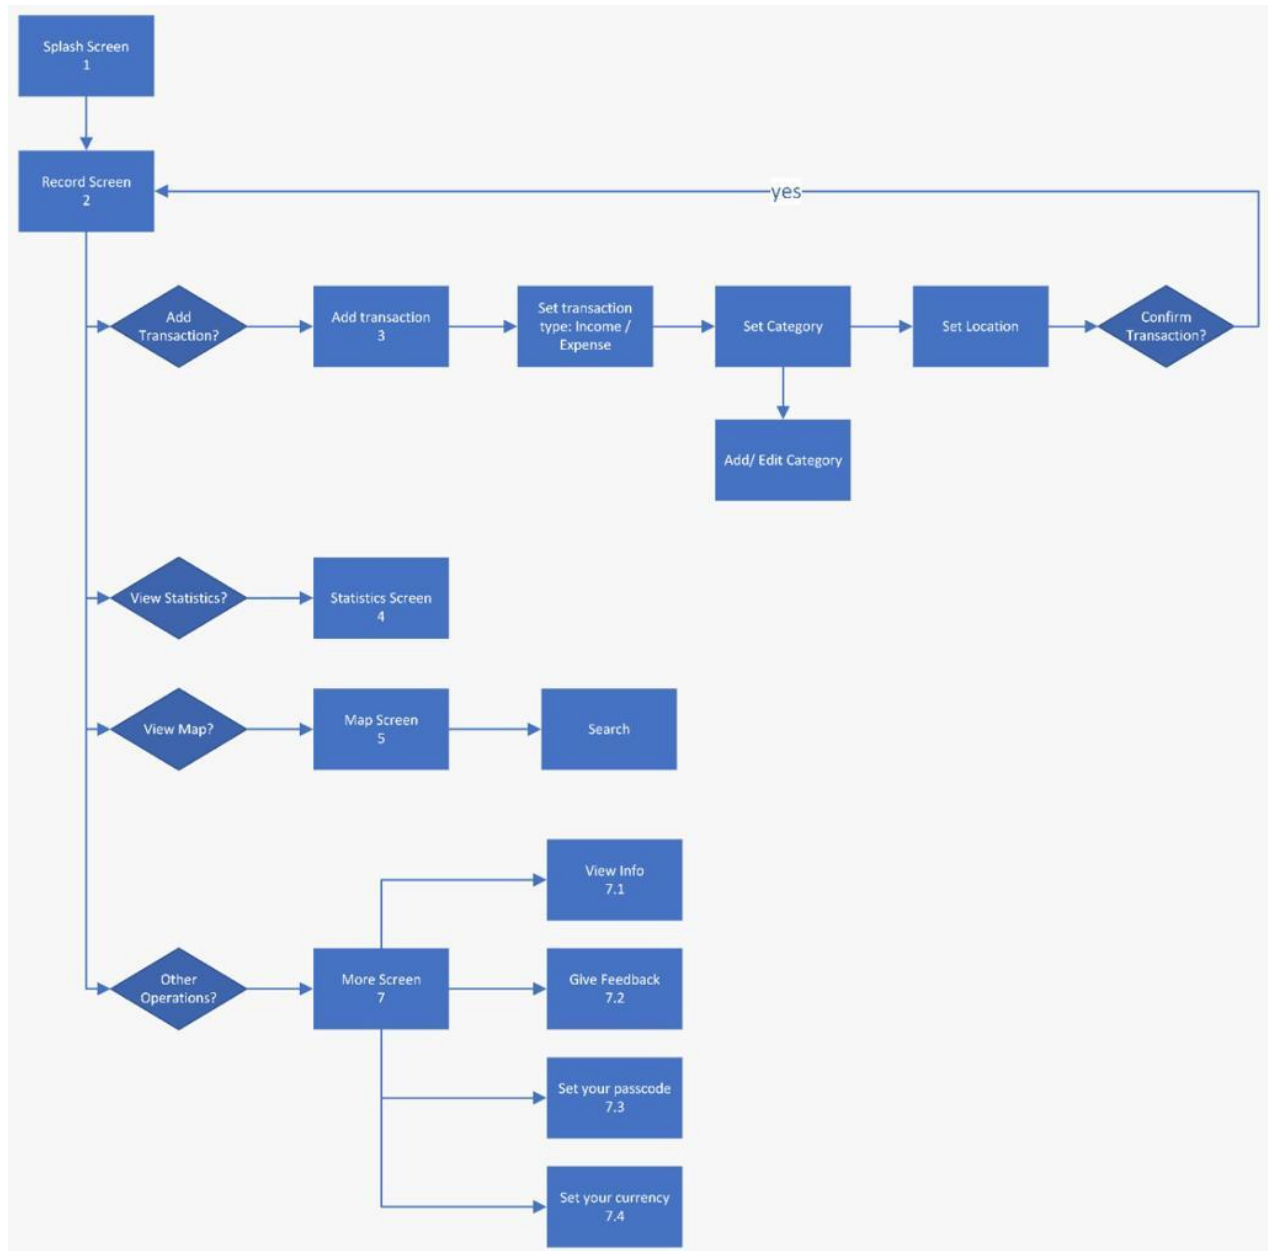 Splash Screen
1
Record Screen
2
yes
Add
Transaction?
Add transaction
3
Set transaction
type: Income /
Expense
Set Category
Set Location
Confirm
Transaction?
Add/ Edit Category
View Statistics?
Statistics Screen
4
View Map?
Map Screen
5
Search
View Info
7.1
Other
Operations?
More Screen
7
Give Feedback
7.2
Set your passcode
7.3
Set your currency
7.4